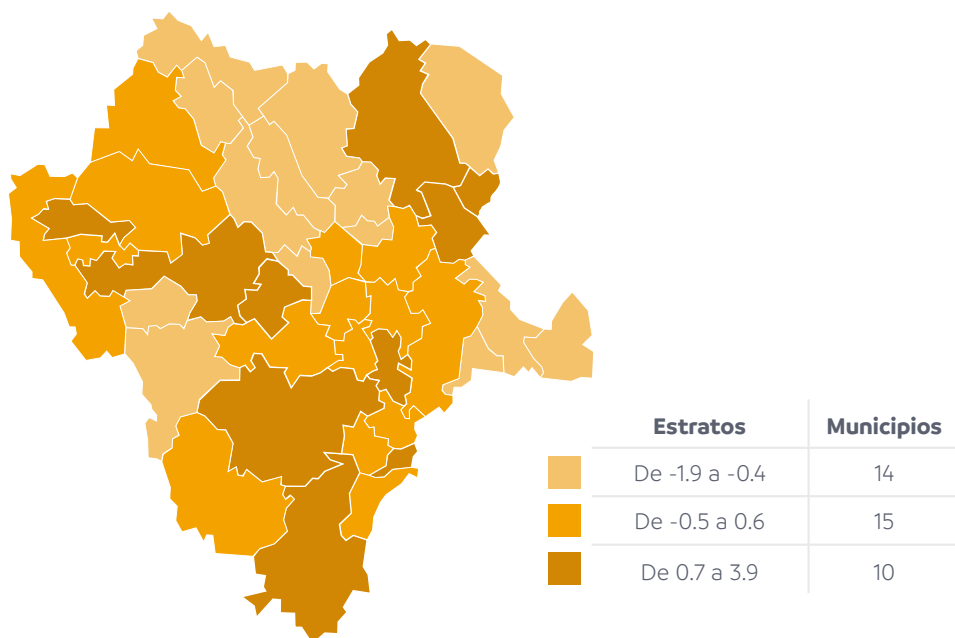 Estratos Municipios
De -1.9 a -0.4 14
De -0.5 a 0.6 15
De 0.7 a 3.9 10